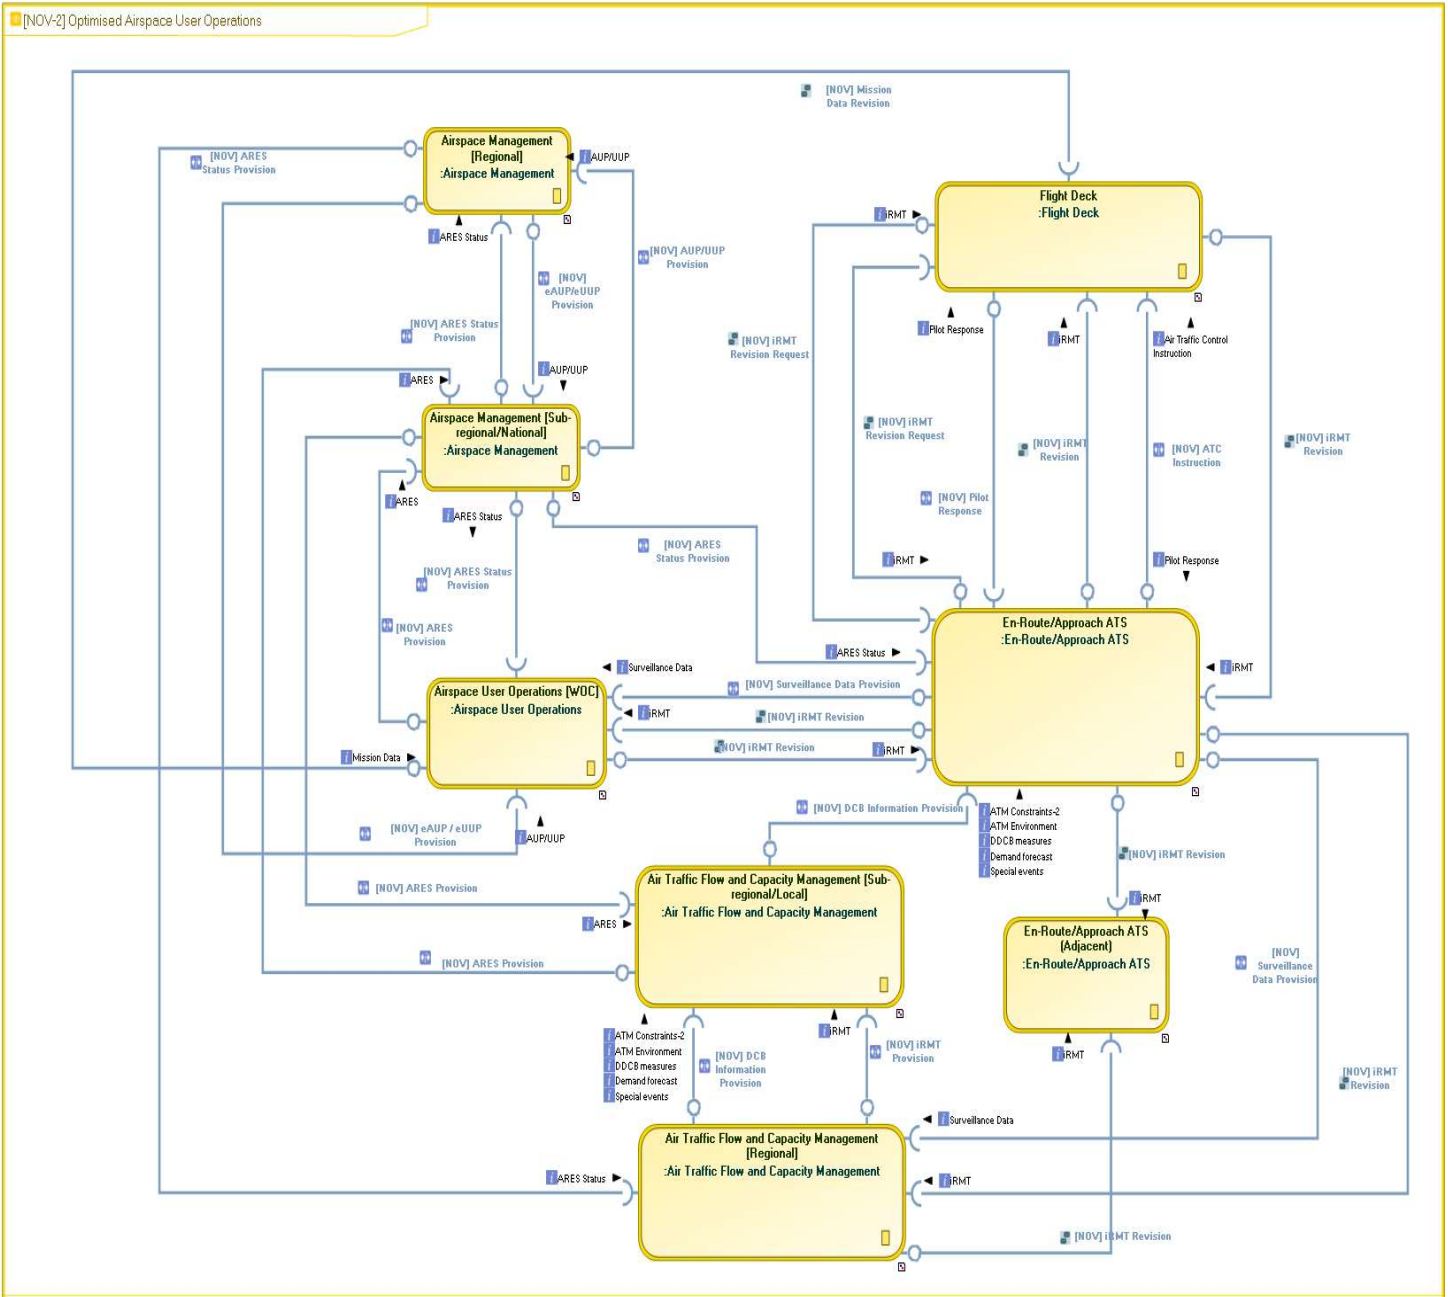 [NOV-2] Optimised Airspace User Operations
[NOV] Mission
Data Revision
[NOV] ARES
Status Provision
Airspace Management
[Regional]
:Airspace Management
AUP/UUP
ARES Status
[NOV] AUP/UUP
Provision
[NOV]
eAUP/eUUP
Provision
[NOV] ARES Status
Provision
Flight Deck
:Flight Deck
iRMT
Pilot Response
iRMT
Air Traffic Control
Instruction
[NOV] iRMT
Revision Request
[NOV] iRMT
Revision Request
[NOV] iRMT
Revision
[NOV] ATC
Instruction
[NOV] iRMT
Revision
[NOV] Pilot
Response
ARES
AUP/UUP
Airspace Management [Sub-
regional/National]
:Airspace Management
ARES
ARES Status
[NOV] ARES
Status Provision
[NOV] ARES Status
Provision
[NOV] ARES
Provision
iRMT
Pilot Response
En-Route/Approach ATS
:En-Route/Approach ATS
ARES Status
iRMT
Surveillance Data
[NOV] Surveillance Data Provision
Airspace User Operations [WOC]
:Airspace User Operations
iRMT
[NOV] iRMT Revision
[NOV] iRMT Revision
iRMT
Mission Data
[NOV] eAUP / eUUP
Provision
AUP/UUP
[NOV] DCB Information Provision
ATM Constraints-2
ATM Environment
DDCB measures
Demand forecast
Special events
[NOV] iRMT Revision
[NOV] ARES Provision
Air Traffic Flow and Capacity Management [Sub-
regional/Local]
:Air Traffic Flow and Capacity Management
ARES
[NOV] ARES Provision
iRMT
En-Route/Approach ATS
(Adjacent)
:En-Route/Approach ATS
[NOV]
Surveillance
Data Provision
iRMT
ATM Constraints-2
ATM Environment
DDCB measures
Demand forecast
Special events
[NOV] DCB
Information
Provision
iRMT
[NOV] iRMT
Provision
[NOV] iRMT
Revision
Surveillance Data
Air Traffic Flow and Capacity Management
[Regional]
:Air Traffic Flow and Capacity Management
ARES Status
iRMT
[NOV] iRMT Revision